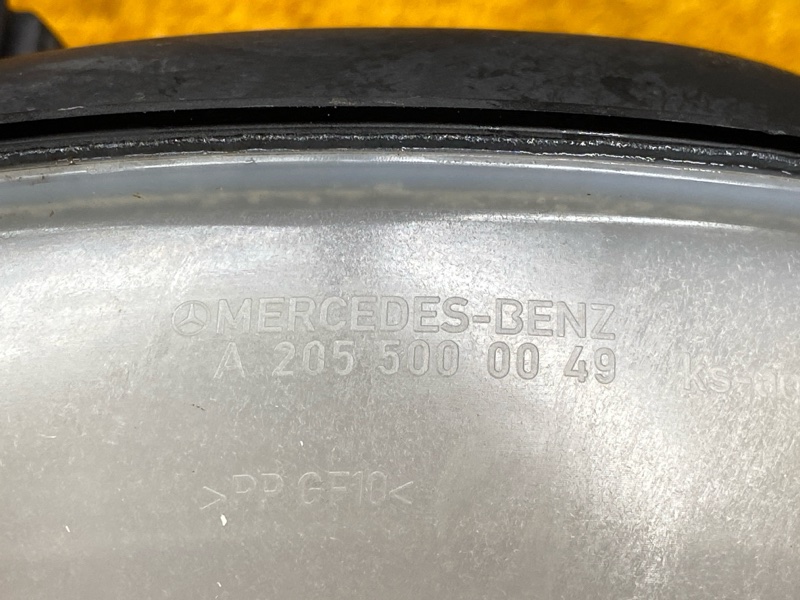 MERCEDES-BENZ
A 205 500 00 49
>PP GF10<